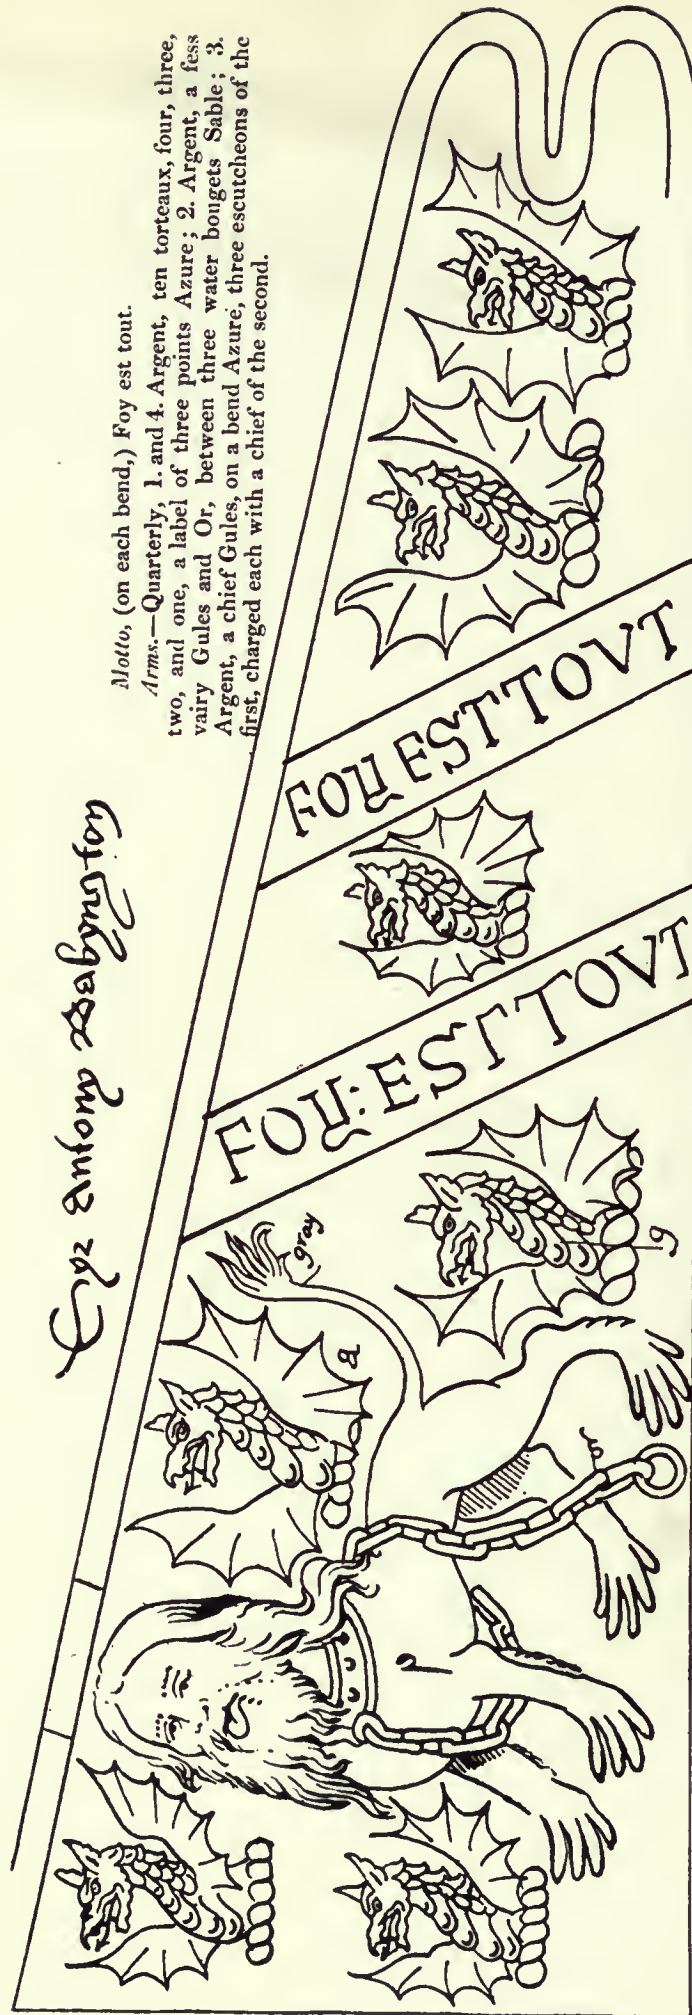 Syr Antony Babyngton
Motto, (on each bend,) Foy est tout.
Arms.—Quarterly, 1. and 4. Argent, ten torteaux, four, three,
two, and one, a label of three points Azure; 2. Argent, a fess
vairy Gules and Or, between three water bougets Sable; 3.
Argent, a chief Gules, on a bend Azure, three escutcheons of the
first, charged each with a chief of the second.
FOY: EST TOVT
FOY EST TOVT
a
gray
g